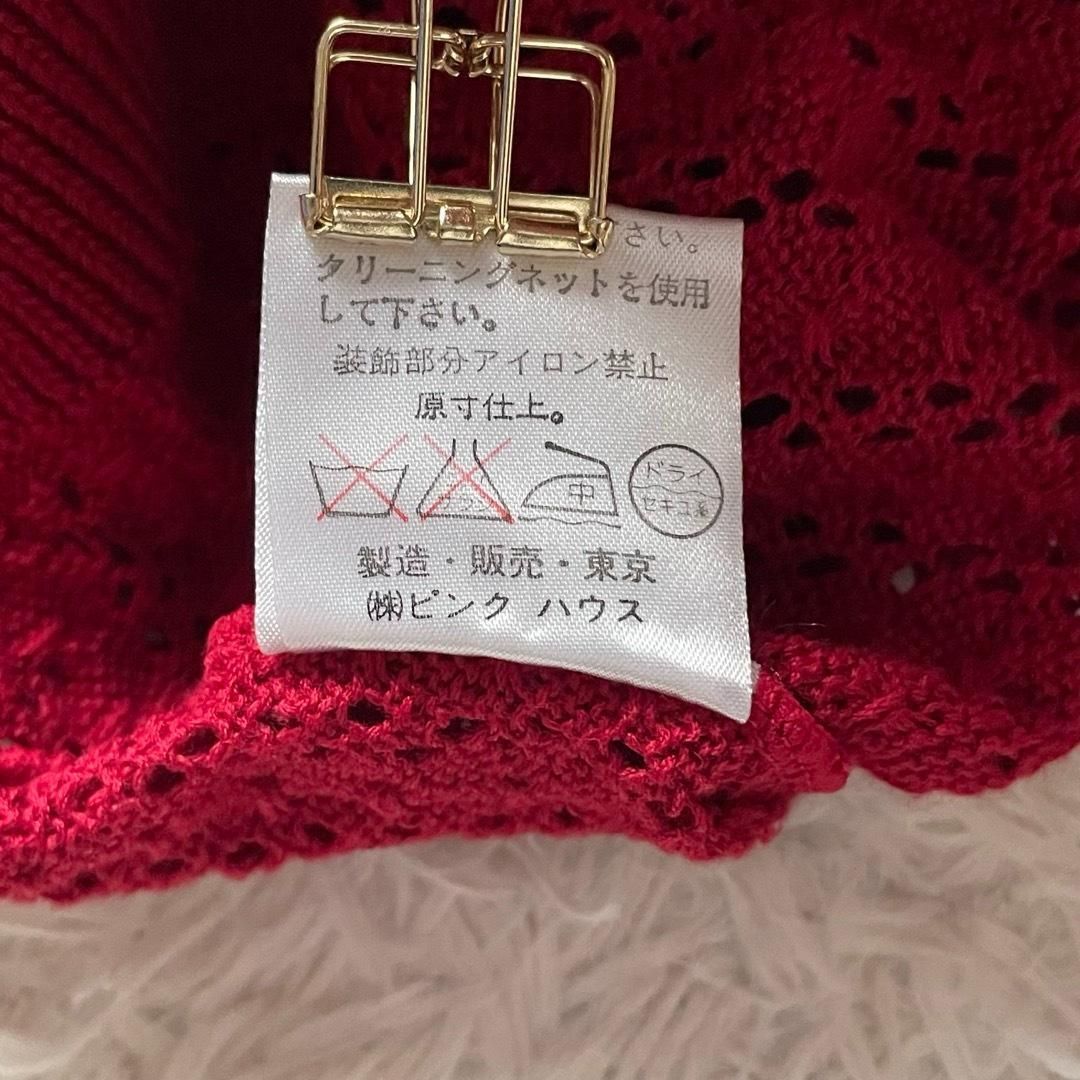 さい。
クリーニングネットを使用
して下さい。
装飾部分アイロン禁止
原寸仕上。
中 ドライ
セキユ系
製造・販売・東京
㈱ピンク ハウス